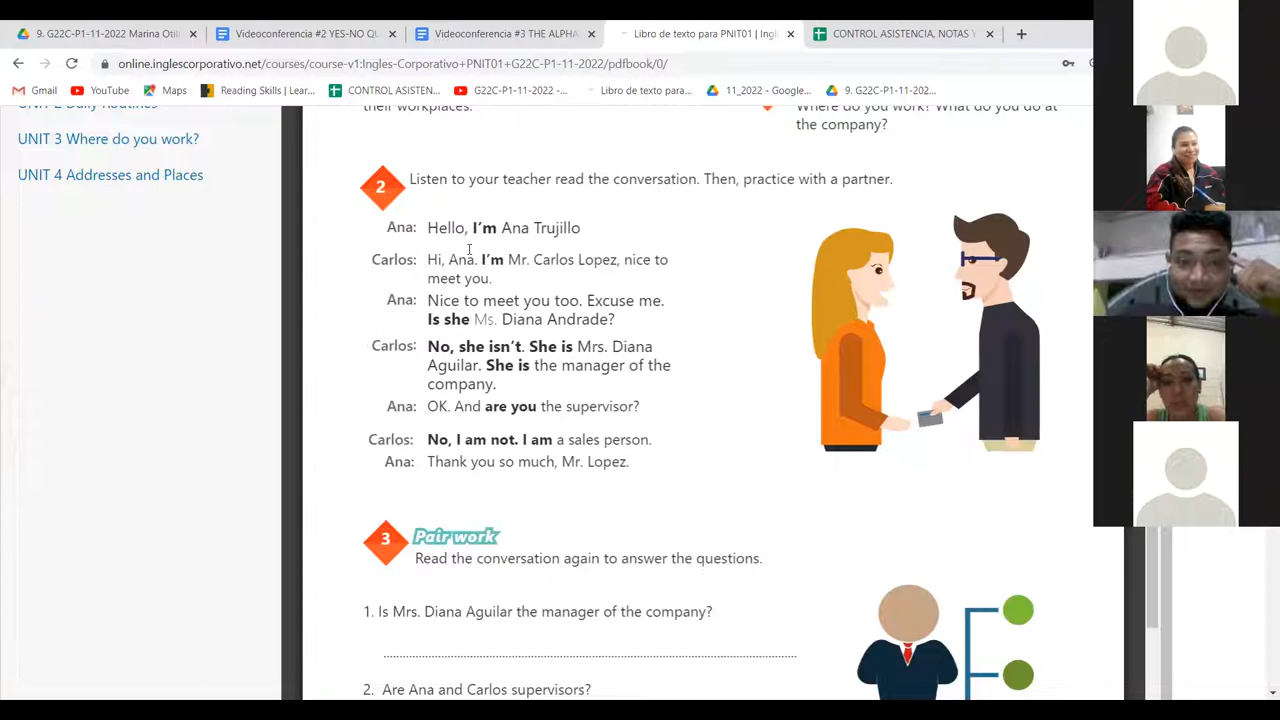 9. G22C-P1-11-2022 Marina Otili
Videoconferencia #2 YES-NO QU
Videoconferencia #3 THE ALPHA
Libro de texto para PNIT01 | Ingl
CONTROL ASISTENCIA, NOTAS Y
online.inglescorporativo.net/courses/course-v1:Ingles-Corporativo+PNIT01+G22C-P1-11-2022/pdfbook/0/
Gmail
YouTube
Maps
Reading Skills | Lear...
CONTROL ASISTEN...
G22C-P1-11-2022 -...
Libro de texto para...
11_2022 - Google...
9. G22C-P1-11-202...
UNIT 2 Daily Routines
UNIT 3 Where do you work?
UNIT 4 Addresses and Places
their workplaces.
Where do you work? What do you do at
the company?
2 Listen to your teacher read the conversation. Then, practice with a partner.
Ana: Hello, I'm Ana Trujillo
Carlos: Hi, Ana. I'm Mr. Carlos Lopez, nice to
meet you.
Ana: Nice to meet you too. Excuse me.
Is she Ms. Diana Andrade?
Carlos: No, she isn't. She is Mrs. Diana
Aguilar. She is the manager of the
company.
Ana: OK. And are you the supervisor?
Carlos: No, I am not. I am a sales person.
Ana: Thank you so much, Mr. Lopez.
3 Pair work
Read the conversation again to answer the questions.
1. Is Mrs. Diana Aguilar the manager of the company?
2. Are Ana and Carlos supervisors?